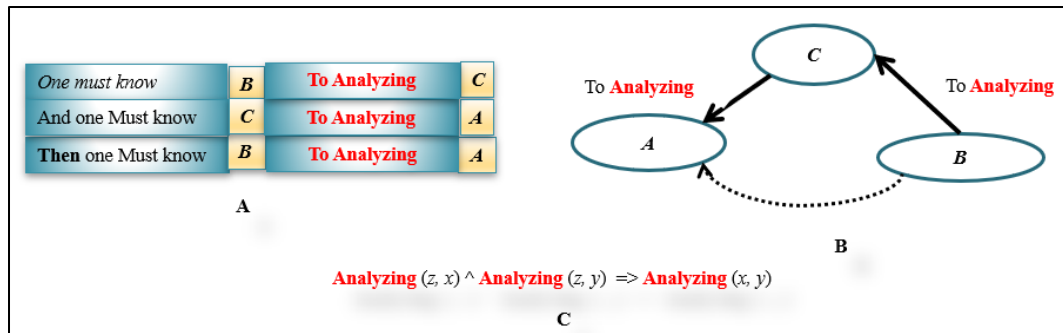 One must know B To Analyzing C
And one Must know C To Analyzing A
Then one Must know B To Analyzing A
A
C
To Analyzing
To Analyzing
A
B
B
Analyzing (z, x) ^ Analyzing (z, y) => Analyzing (x, y)
C